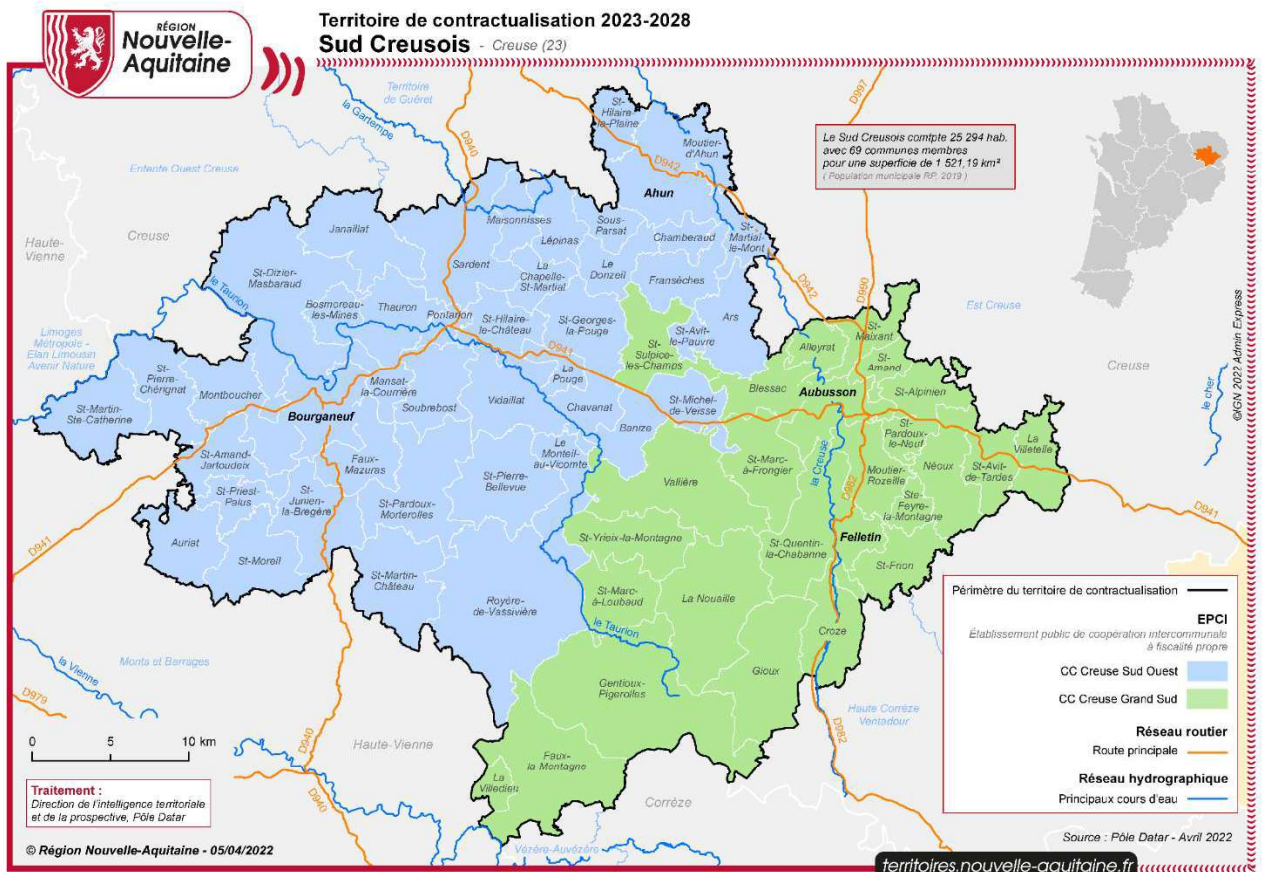 RÉGION
Nouvelle-
Aquitaine
Territoire de contractualisation 2023-2028
Sud Creusois - Creuse (23)
Territoire
de Guéret
la Gartempe
D940
D997
St-
Hilaire
la-Plaine
Moutier-
d'Ahun
D942
Le Sud Creusois comtpte 25 294 hab.
avec 69 communes membres
pour une superficie de 1 521,19 km²
( Population municipale RP. 2019 )
Entente Ouest Creuse
Ahun
Haute-
Vienne
Creuse
Janaillat
Maisonnisses
Sous-
Parsat
Lépinas
Chamberaud
St-
Martial-
le-Mont
St-Dizier-
Masbaraud
Sardent
La
Chapelle-
St-Martial
Le
Donzeil
Fransèches
D942
D990
le Taurion
Bosmoreau-
les-Mines
Thauron
Pontarion
St-Hilaire-
le-Château
St-Georges-
la-Pouge
Ars
St-Avit-
le-Pauvre
Est Creuse
Limoges
Métropole -
Elan Limousin
Avenir Nature
D941
St-
Sulpice-
les-Champs
Alleyrat
St-
Maixant
St-
Amand
Creuse
St-
Pierre-
Chérignat
Montboucher
Mansat-
la-Courrière
La
Pouge
Blessac
Aubusson
St-Alpinien
le cher
©IGN 2022 Admin Express
St-Martin-
Ste-Catherine
Bourganeuf
Soubrebost
Vidaillat
Chavanat
St-Michel-
de-Veisse
Banize
St-
Pardoux-
le-Neuf
La
Villetelle
St-Amand-
Jartoudeix
Faux-
Mazuras
Le
Monteil-
au-Vicomte
St-Marc-
à-Frongier
la Creuse
Moutier-
Rozeille
Néoux
St-Avit-
de-Tardes
St-Priest-
Palus
St-
Junien-
la-Bregère
St-Pierre-
Bellevue
Vallière
D982
Ste-
Feyre-
la-Montagne
St-Pardoux-
Morterolles
D941
D941
Auriat
St-Moreil
St-Yrieix-la-Montagne
St-Quentin-
la-Chabanne
Felletin
St-Frion
St-Martin-
Château
Royère-
de-Vassivière
St-Marc-
à-Loubaud
La Nouaille
le Taurion
Croze
Gentioux-
Pigerolles
Gioux
la Vienne
Monts et Barrages
D979
D940
Haute-Vienne
Haute Corrèze
Ventadour
D982
Faux-
la-Montagne
La
Villedieu
Corrèze
D940
Vézère-Auvézère
Périmètre du territoire de contractualisation
EPCI
Établissement public de coopération intercommunale
à fiscalité propre
CC Creuse Sud Ouest
CC Creuse Grand Sud
Réseau routier
Route principale
Réseau hydrographique
Principaux cours d'eau
0 5 10 km
Traitement :
Direction de l'intelligence territoriale
et de la prospective, Pôle Datar
© Région Nouvelle-Aquitaine - 05/04/2022
Source : Pôle Datar - Avril 2022
territoires.nouvelle-aquitaine.fr